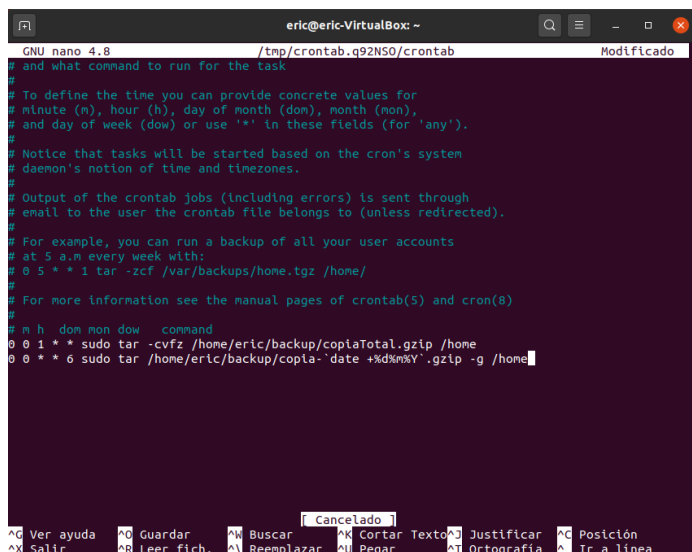 eric@eric-VirtualBox: ~
GNU nano 4.8 /tmp/crontab.q92NSO/crontab Modificado
# and what command to run for the task
#
# To define the time you can provide concrete values for
# minute (m), hour (h), day of month (dom), month (mon),
# and day of week (dow) or use '*' in these fields (for 'any').
#
# Notice that tasks will be started based on the cron's system
# daemon's notion of time and timezones.
#
# Output of the crontab jobs (including errors) is sent through
# email to the user the crontab file belongs to (unless redirected).
#
# For example, you can run a backup of all your user accounts
# at 5 a.m every week with:
# 0 5 * * 1 tar -zcf /var/backups/home.tgz /home/
#
# For more information see the manual pages of crontab(5) and cron(8)
#
# m h  dom mon dow   command
0 0 1 * * sudo tar -cvfz /home/eric/backup/copiaTotal.gzip /home
0 0 * * 6 sudo tar /home/eric/backup/copia-`date +%d%m%Y`.gzip -g /home
[ Cancelado ]
^G Ver ayuda ^O Guardar ^W Buscar ^K Cortar Texto ^J Justificar ^C Posición
^X Salir ^R Leer fich. ^\ Reemplazar ^U Pegar ^T Ortografía ^_ Ir a línea